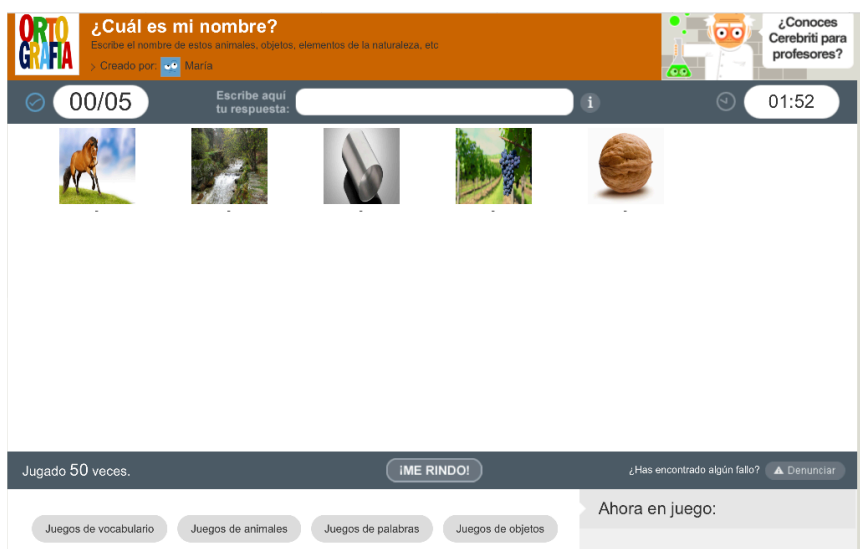 ORTO
GRAFIA
¿Cuál es mi nombre?
Escribe el nombre de estos animales, objetos, elementos de la naturaleza, etc
> Creado por: María
¿Conoces
Cerebriti para
profesores?
00/05
Escribe aquí
tu respuesta:
i
01:52
- - - - -
Jugado 50 veces.
¡ME RINDO!
¿Has encontrado algún fallo?
Denunciar
Juegos de vocabulario
Juegos de animales
Juegos de palabras
Juegos de objetos
Ahora en juego: